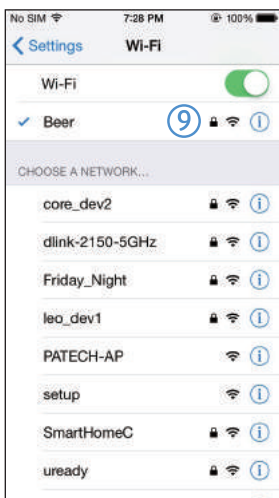 No SIM 7:28 PM 100%
Settings Wi-Fi
Wi-Fi
Beer 9
CHOOSE A NETWORK...
core_dev2
dlink-2150-5GHz
Friday_Night
leo_dev1
PATECH-AP
setup
SmartHomeC
uready